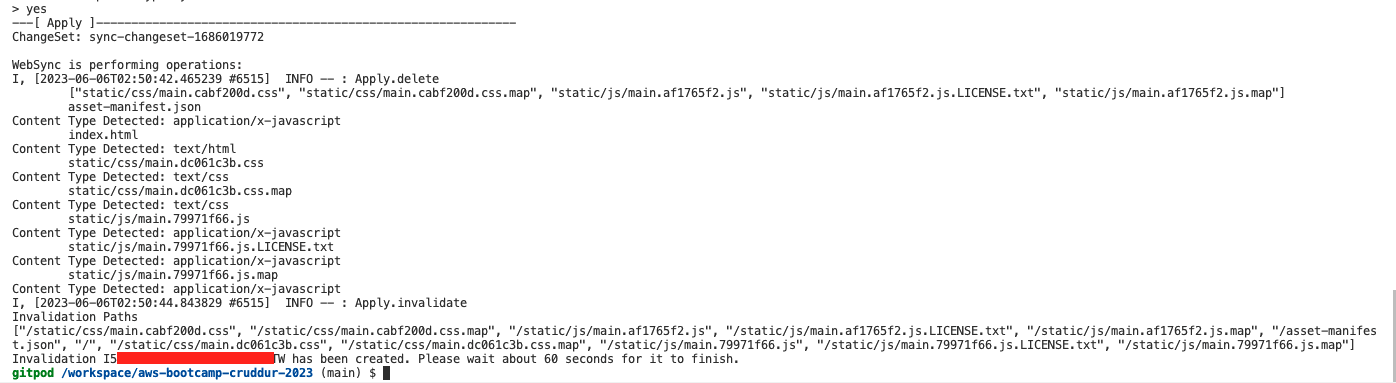 > yes
---[ Apply ]------------------------------------------------------------
ChangeSet: sync-changeset-1686019772
WebSync is performing operations:
I, [2023-06-06T02:50:42.465239 #6515]  INFO -- : Apply.delete
["static/css/main.cabf200d.css", "static/css/main.cabf200d.css.map", "static/js/main.af1765f2.js", "static/js/main.af1765f2.js.LICENSE.txt", "static/js/main.af1765f2.js.map"]
asset-manifest.json
Content Type Detected: application/x-javascript
index.html
Content Type Detected: text/html
static/css/main.dc061c3b.css
Content Type Detected: text/css
static/css/main.dc061c3b.css.map
Content Type Detected: text/css
static/js/main.79971f66.js
Content Type Detected: application/x-javascript
static/js/main.79971f66.js.LICENSE.txt
Content Type Detected: application/x-javascript
static/js/main.79971f66.js.map
Content Type Detected: application/x-javascript
I, [2023-06-06T02:50:44.843829 #6515]  INFO -- : Apply.invalidate
Invalidation Paths
["/static/css/main.cabf200d.css", "/static/css/main.cabf200d.css.map", "/static/js/main.af1765f2.js", "/static/js/main.af1765f2.js.LICENSE.txt", "/static/js/main.af1765f2.js.map", "/asset-manifes
t.json", "/", "/static/css/main.dc061c3b.css", "/static/css/main.dc061c3b.css.map", "/static/js/main.79971f66.js", "/static/js/main.79971f66.js.LICENSE.txt", "/static/js/main.79971f66.js.map"]
Invalidation I5 TW has been created. Please wait about 60 seconds for it to finish.
gitpod /workspace/aws-bootcamp-cruddur-2023 (main) $